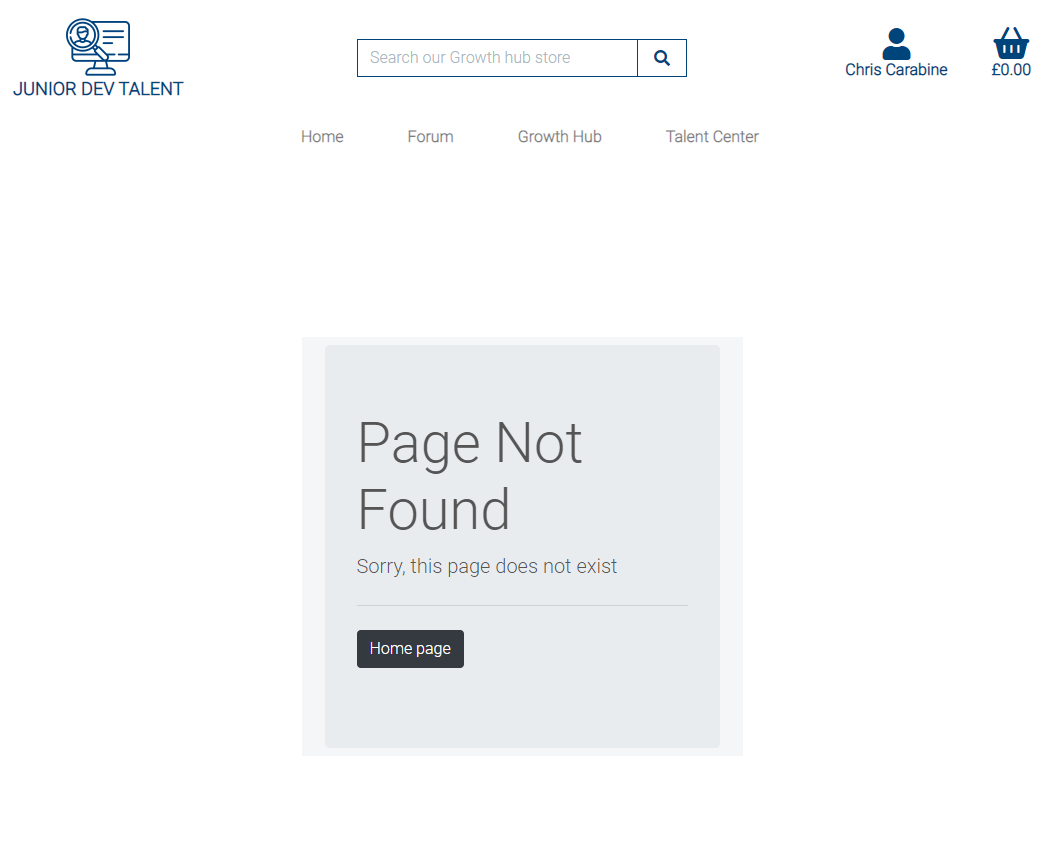 JUNIOR DEV TALENT
Search our Growth hub store
Chris Carabine
£0.00
Home
Forum
Growth Hub
Talent Center
Page Not
Found
Sorry, this page does not exist
Home page